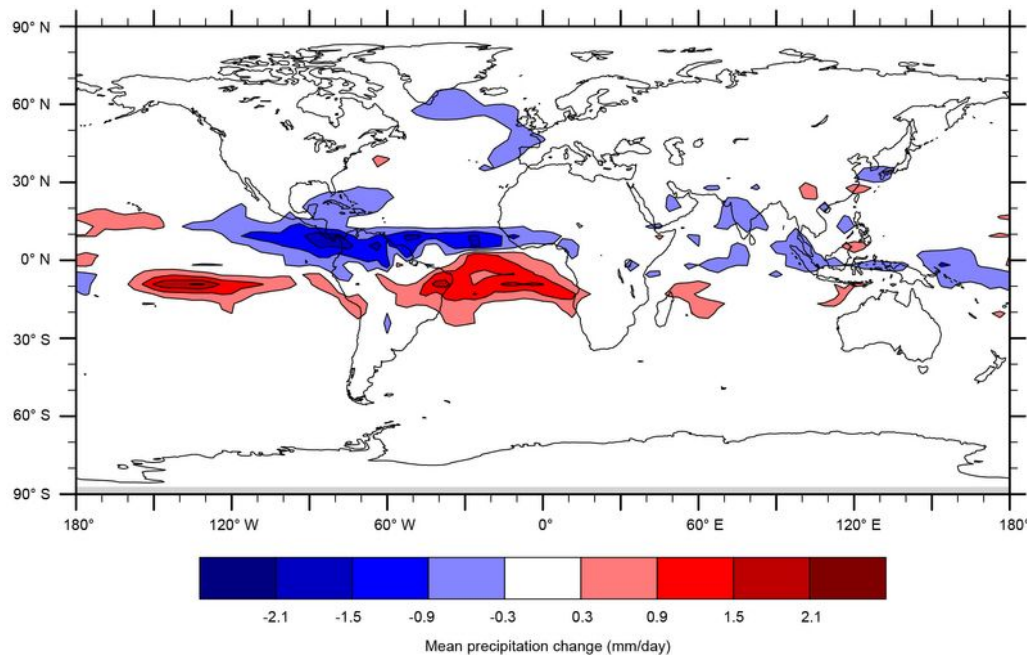 90° N
60° N
30° N
0° N
30° S
60° S
90° S
180° 120° W 60° W 0° 60° E 120° E 180°
-2.1 -1.5 -0.9 -0.3 0.3 0.9 1.5 2.1
Mean precipitation change (mm/day)